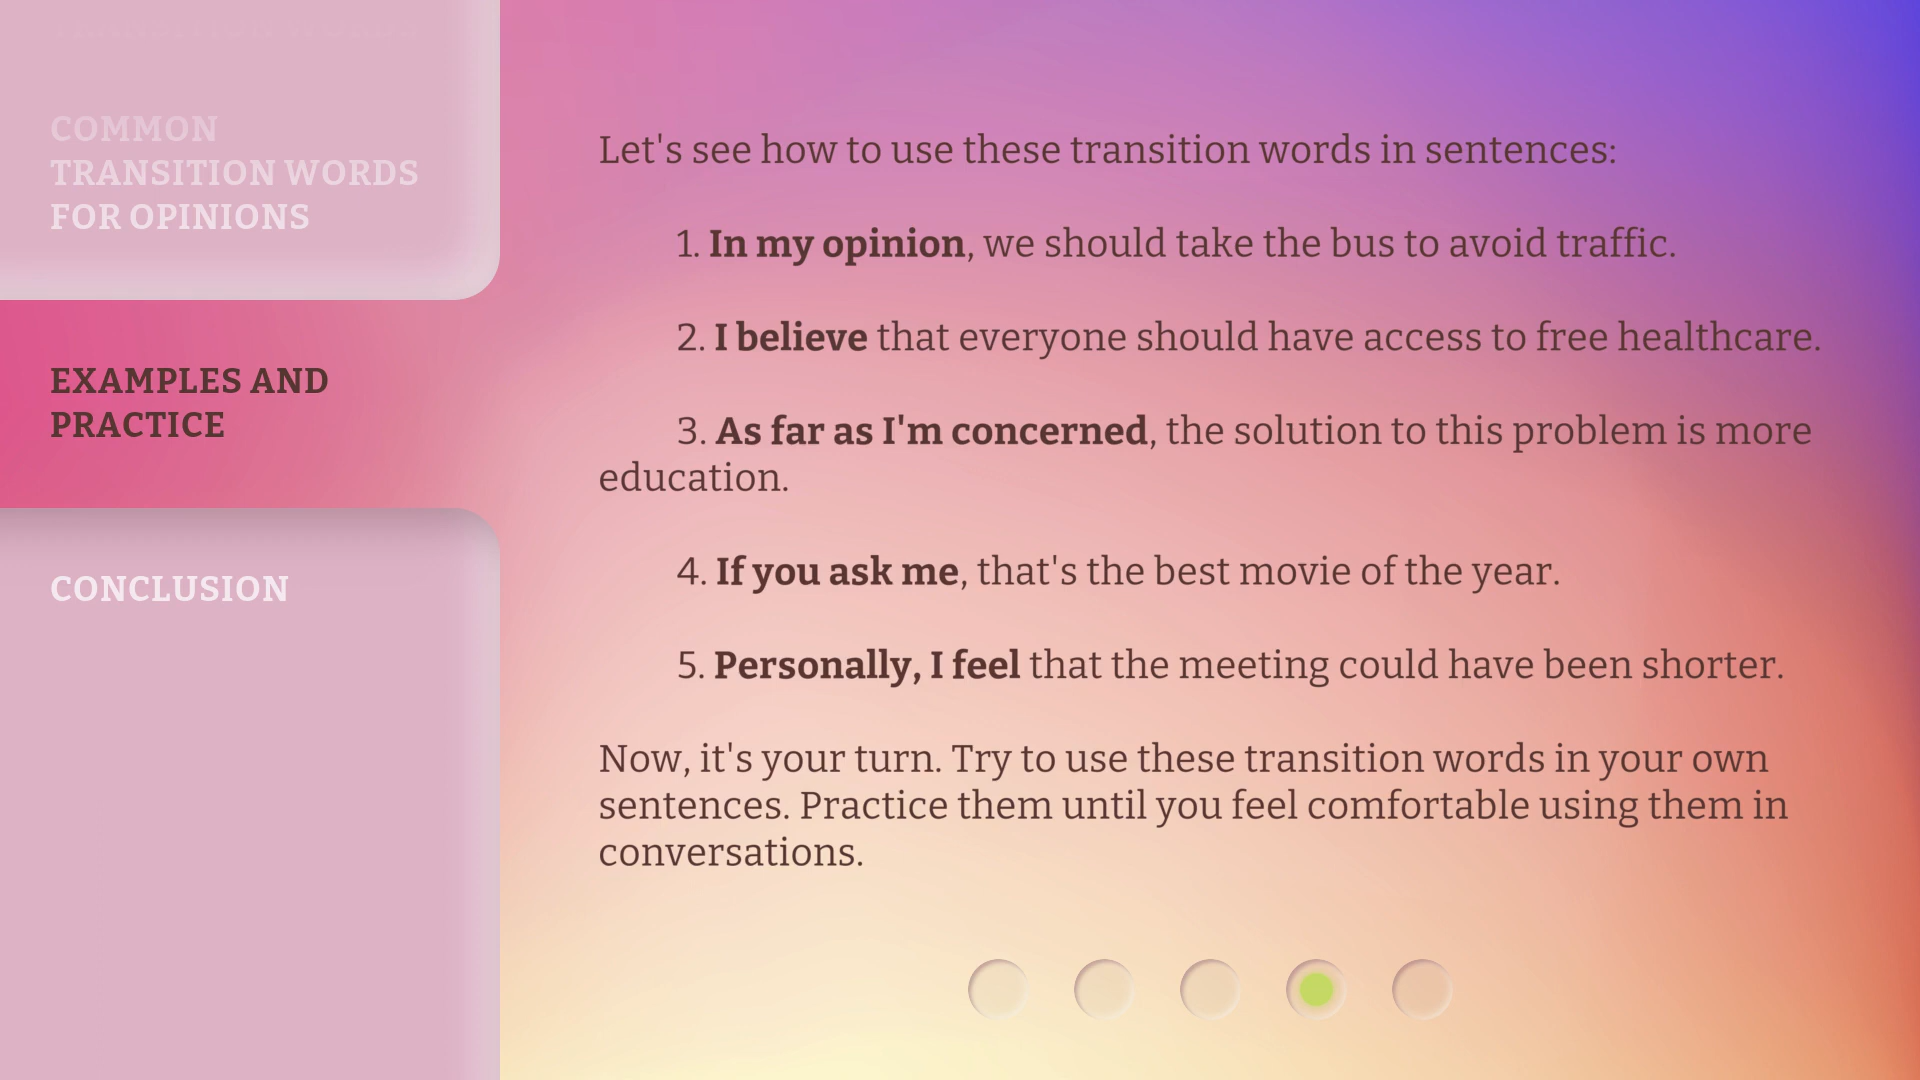 TRANSITION WORDS
COMMON
TRANSITION WORDS
FOR OPINIONS
EXAMPLES AND
PRACTICE
CONCLUSION
Let's see how to use these transition words in sentences:
1. In my opinion, we should take the bus to avoid traffic.
2. I believe that everyone should have access to free healthcare.
3. As far as I'm concerned, the solution to this problem is more
education.
4. If you ask me, that's the best movie of the year.
5. Personally, I feel that the meeting could have been shorter.
Now, it's your turn. Try to use these transition words in your own
sentences. Practice them until you feel comfortable using them in
conversations.